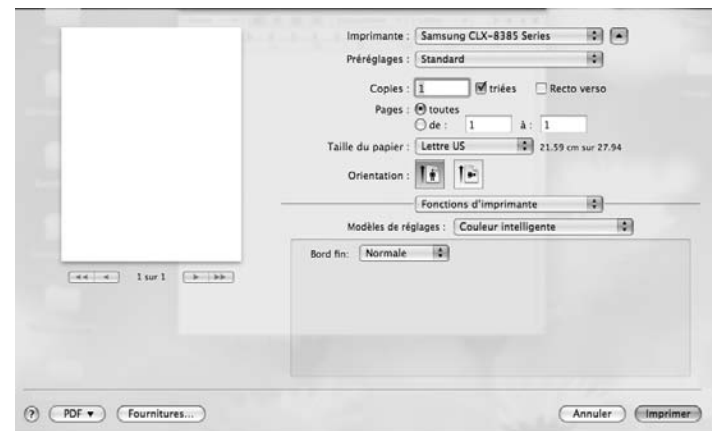 Imprimante : Samsung CLX-8385 Series
Préréglages : Standard
Copies : 1 triées Recto verso
Pages : toutes
de : 1 à : 1
Taille du papier : Lettre US 21.59 cm sur 27.94
Orientation :
Fonctions d'imprimante
Modèles de réglages : Couleur intelligente
Bord fin: Normale
1 sur 1
? PDF Fournitures... Annuler Imprimer